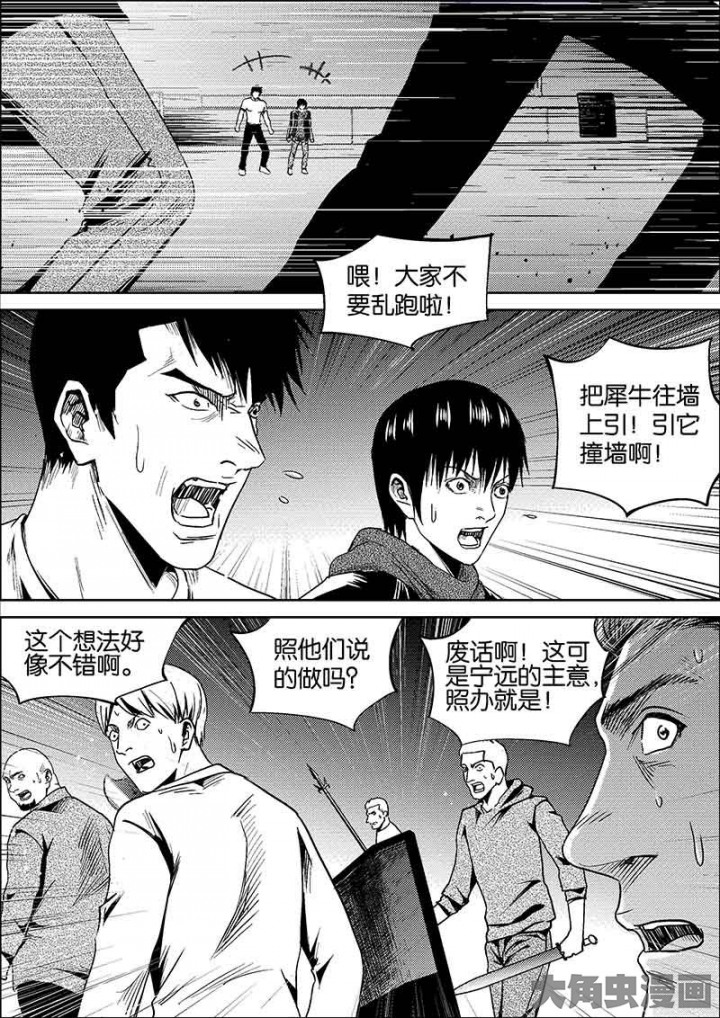 喂！大家不
要乱跑啦！
把犀牛往墙
上引！引它
撞墙啊！
这个想法好
像不错啊。
照他们说
的做吗？
废话啊！这可
是宁远的主意，
照办就是！
大角虫漫画